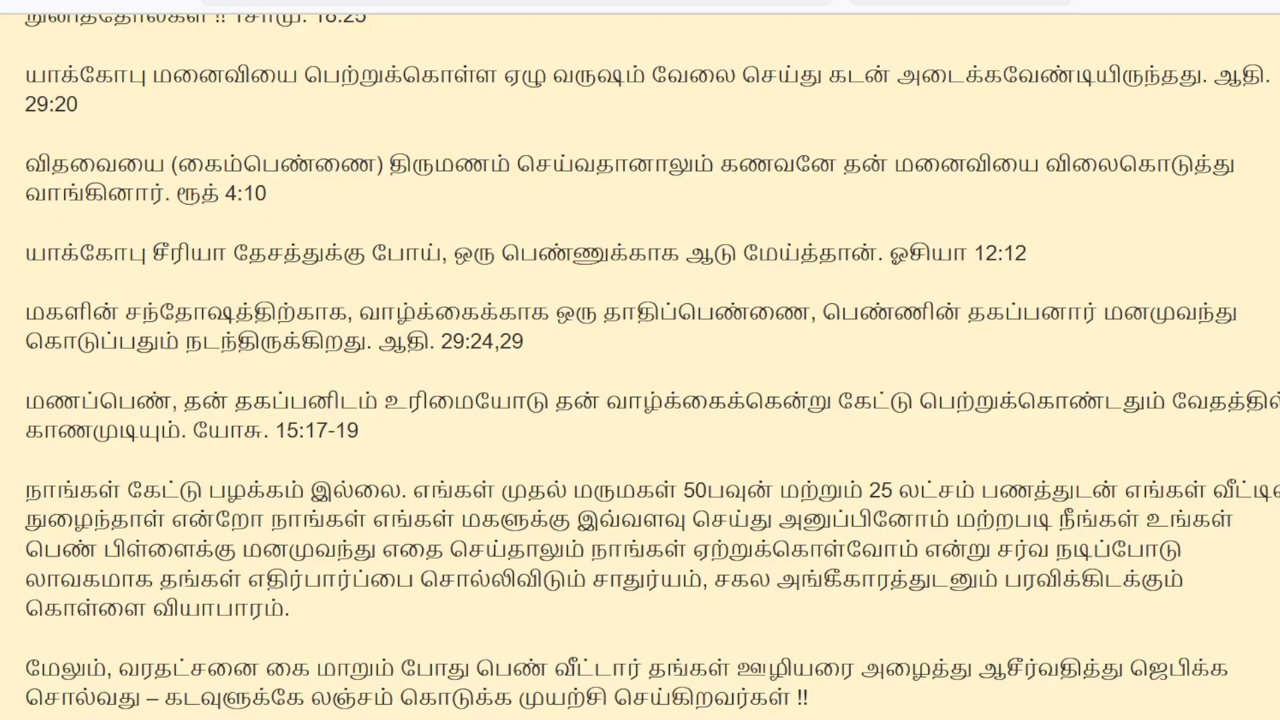 நுனித்தோல்கள் !! 1சாமு. 18:25
யாக்கோபு மனைவியை பெற்றுக்கொள்ள ஏழு வருஷம் வேலை செய்து கடன் அடைக்கவேண்டியிருந்தது. ஆதி.
29:20
விதவையை (கைம்பெண்ணை) திருமணம் செய்வதானாலும் கணவனே தன் மனைவியை விலைகொடுத்து
வாங்கினார். ரூத் 4:10
யாக்கோபு சீரியா தேசத்துக்கு போய், ஒரு பெண்ணுக்காக ஆடு மேய்த்தான். ஓசியா 12:12
மகளின் சந்தோஷத்திற்காக, வாழ்க்கைக்காக ஒரு தாதிப்பெண்ணை, பெண்ணின் தகப்பனார் மனமுவந்து
கொடுப்பதும் நடந்திருக்கிறது. ஆதி. 29:24,29
மணப்பெண், தன் தகப்பனிடம் உரிமையோடு தன் வாழ்க்கைக்கென்று கேட்டு பெற்றுக்கொண்டதும் வேதத்தில்
காணமுடியும். யோசு. 15:17-19
நாங்கள் கேட்டு பழக்கம் இல்லை. எங்கள் முதல் மருமகள் 50பவுன் மற்றும் 25 லட்சம் பணத்துடன் எங்கள்
நுழைந்தாள் என்றோ நாங்கள் எங்கள் மகளுக்கு இவ்வளவு செய்து அனுப்பினோம் மற்றபடி நீங்கள் உங்கள்
பெண் பிள்ளைக்கு மனமுவந்து எதை செய்தாலும் நாங்கள் ஏற்றுக்கொள்வோம் என்று சர்வ நடிப்போடு
லாவகமாக தங்கள் எதிர்பார்ப்பை சொல்லிவிடும் சாதுர்யம், சகல அங்கீகாரத்துடனும் பரவிக்கிடக்கும்
கொள்ளை வியாபாரம்.
மேலும், வரதட்சனை கை மாறும் போது பெண் வீட்டார் தங்கள் ஊழியரை அழைத்து ஆசீர்வதித்து ஜெபிக்க
சொல்வது – கடவுளுக்கே லஞ்சம் கொடுக்க முயற்சி செய்கிறவர்கள் !!